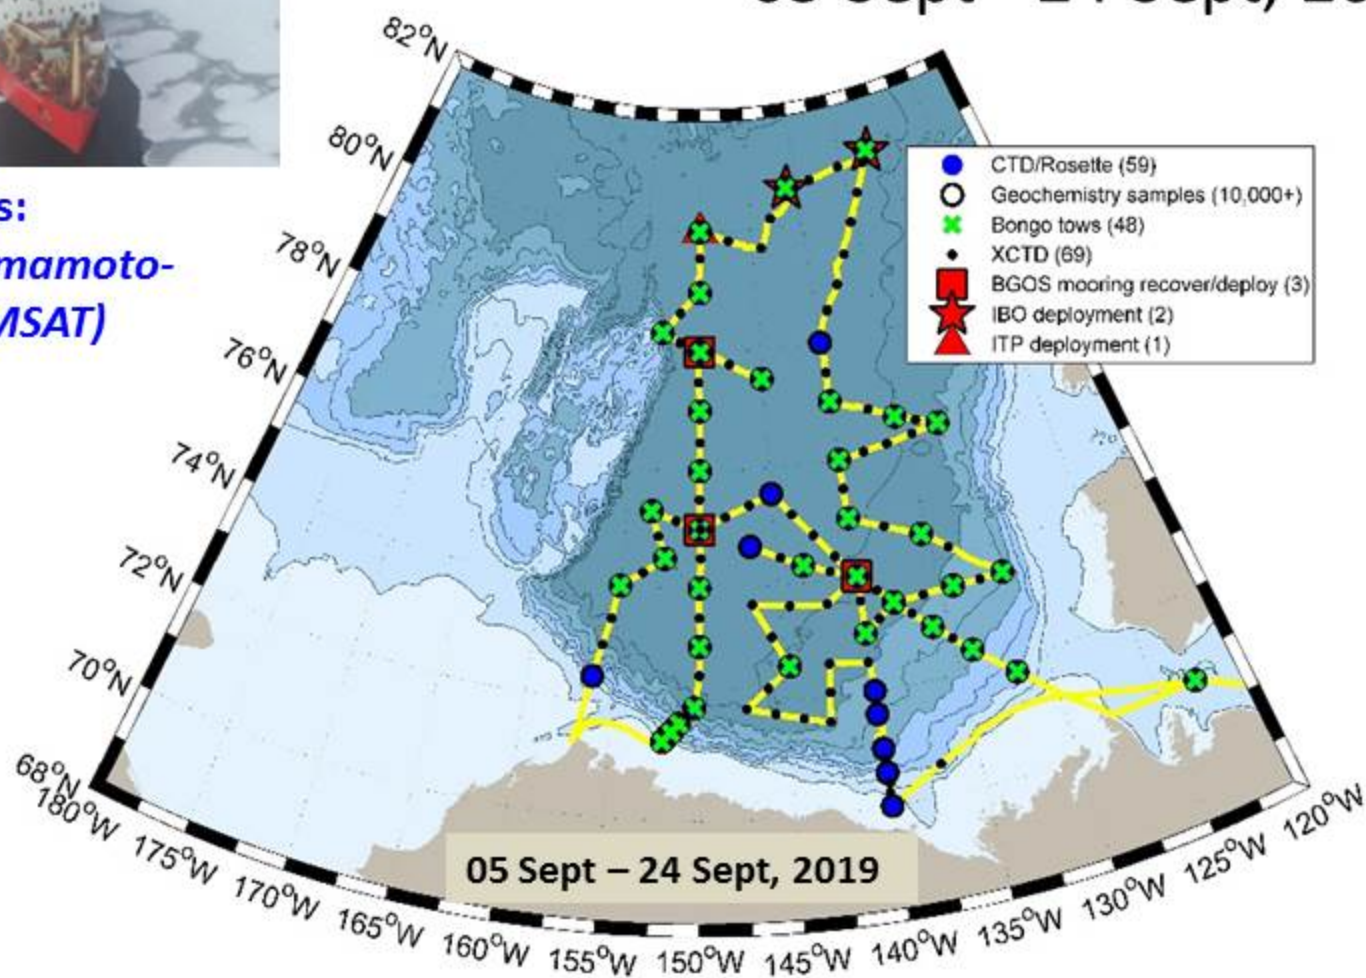 82°N
80°N
78°N
76°N
74°N
72°N
70°N
68°N
180°W
175°W
170°W
165°W
160°W
155°W
150°W
145°W
140°W
135°W
130°W
125°W
120°W
CTD/Rosette (59)
Geochemistry samples (10,000+)
Bongo tows (48)
XCTD (69)
BGOS mooring recover/deploy (3)
IBO deployment (2)
ITP deployment (1)
05 Sept – 24 Sept, 2019